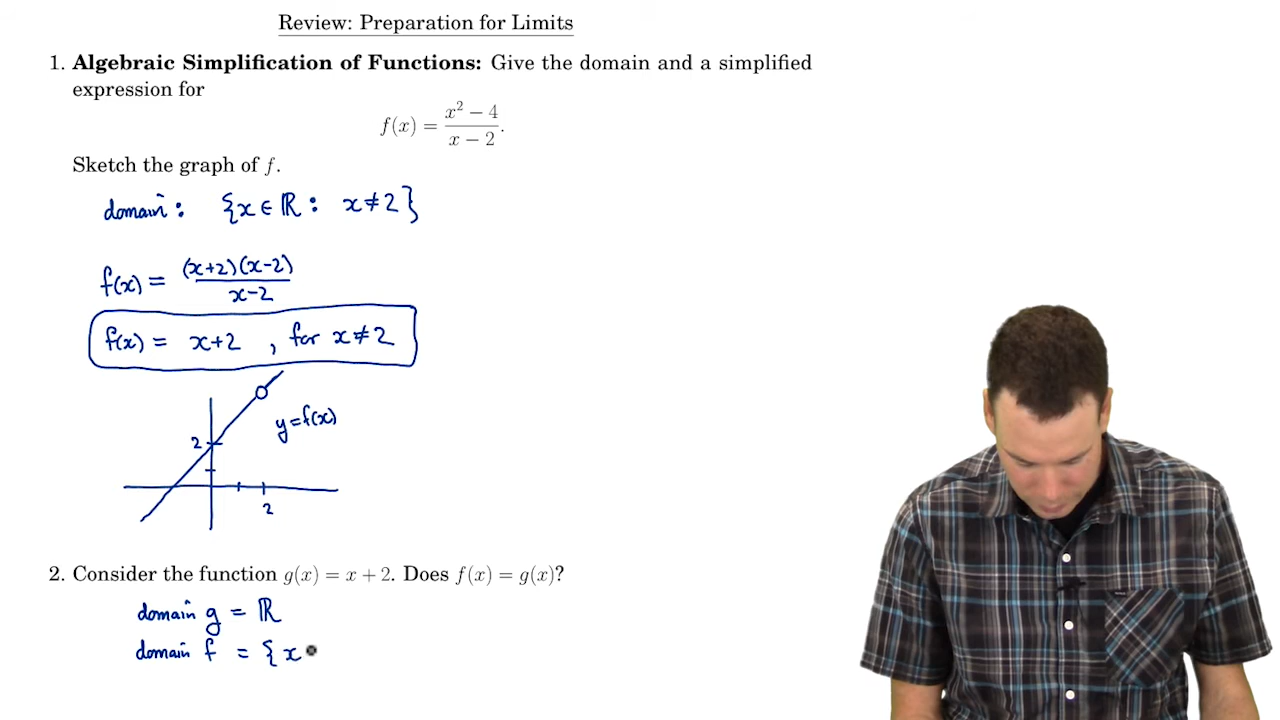 Review: Preparation for Limits
1. Algebraic Simplification of Functions: Give the domain and a simplified
expression for
f(x) = \frac{x^2 - 4}{x - 2}.
Sketch the graph of f.
domain: {x ∈ ℝ : x ≠ 2}
f(x) = \frac{(x+2)(x-2)}{x-2}
f(x) = x+2 , for x ≠ 2
y = f(x)
2
2
2. Consider the function g(x) = x + 2. Does f(x) = g(x)?
domain g = ℝ
domain f = {x